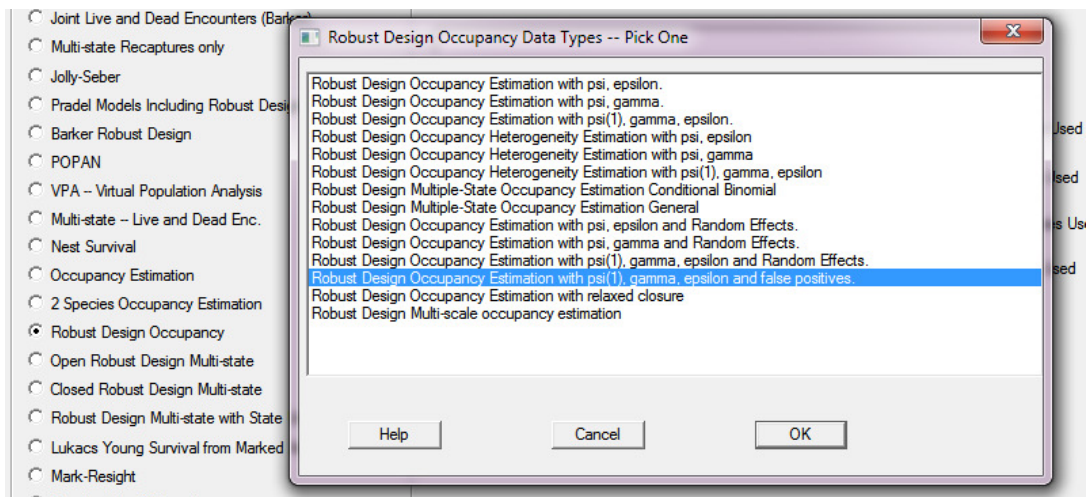 Joint Live and Dead Encounters (Barker)
Multi-state Recaptures only
Jolly-Seber
Pradel Models Including Robust Desi
Barker Robust Design
POPAN
VPA -- Virtual Population Analysis
Multi-state -- Live and Dead Enc.
Nest Survival
Occupancy Estimation
2 Species Occupancy Estimation
Robust Design Occupancy
Open Robust Design Multi-state
Closed Robust Design Multi-state
Robust Design Multi-state with State
Lukacs Young Survival from Marked
Mark-Resight
Robust Design Occupancy Data Types -- Pick One
Robust Design Occupancy Estimation with psi, epsilon.
Robust Design Occupancy Estimation with psi, gamma.
Robust Design Occupancy Estimation with psi(1), gamma, epsilon.
Robust Design Occupancy Heterogeneity Estimation with psi, epsilon
Robust Design Occupancy Heterogeneity Estimation with psi, gamma
Robust Design Occupancy Heterogeneity Estimation with psi(1), gamma, epsilon
Robust Design Multiple-State Occupancy Estimation Conditional Binomial
Robust Design Multiple-State Occupancy Estimation General
Robust Design Occupancy Estimation with psi, epsilon and Random Effects.
Robust Design Occupancy Estimation with psi, gamma and Random Effects.
Robust Design Occupancy Estimation with psi(1), gamma, epsilon and Random Effects.
Robust Design Occupancy Estimation with psi(1), gamma, epsilon and false positives.
Robust Design Occupancy Estimation with relaxed closure
Robust Design Multi-scale occupancy estimation
Help
Cancel
OK
Used
Used
s Us
sed